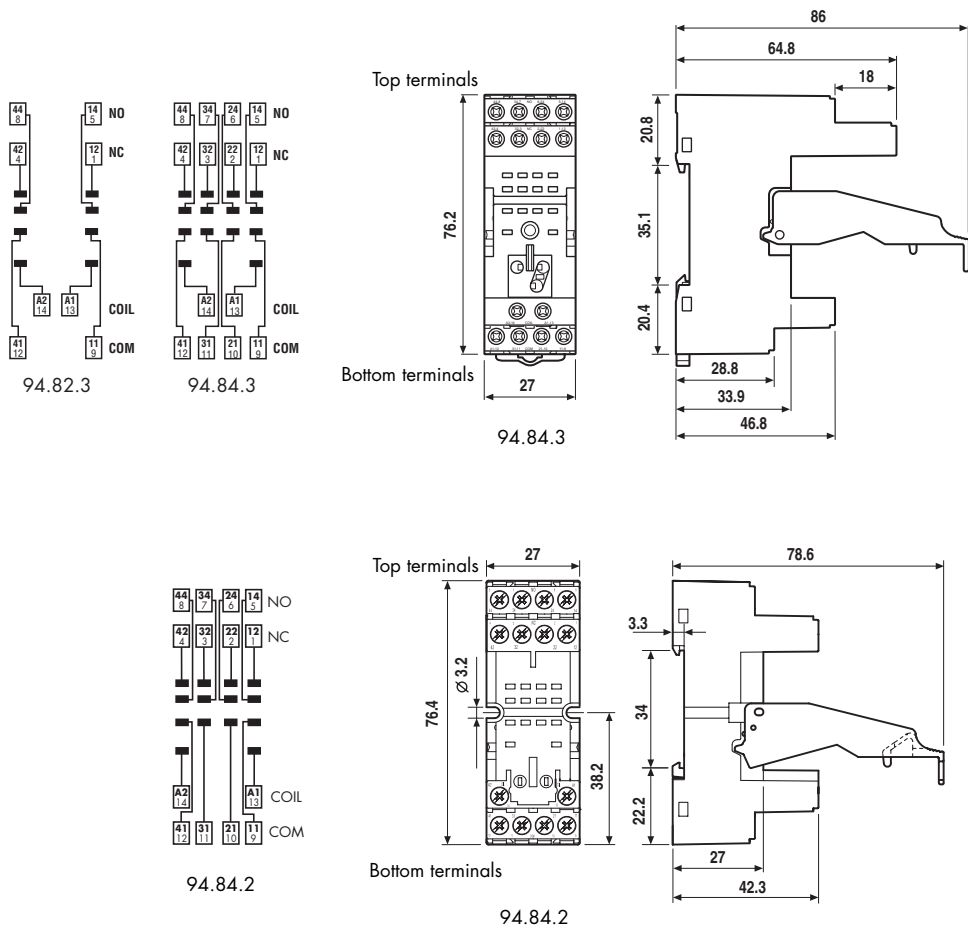 86
64.8
18
Top terminals
44 14 NO
8 5
42 12 NC
4 1
A2 A1 COIL
14 13
41 11 COM
12 9
94.82.3
44 34 24 14 NO
8 7 6 5
42 32 22 12 NC
4 3 2 1
A2 A1 COIL
14 13
41 31 21 11 COM
12 11 10 9
94.84.3
76.2
Bottom terminals
27
94.84.3
20.8
35.1
20.4
28.8
33.9
46.8
44 34 24 14 NO
8 7 6 5
42 32 22 12 NC
4 3 2 1
A2 A1 COIL
14 13
41 31 21 11 COM
12 11 10 9
94.84.2
Top terminals
27
Ø 3.2
76.4
38.2
Bottom terminals
94.84.2
78.6
3.3
34
22.2
27
42.3